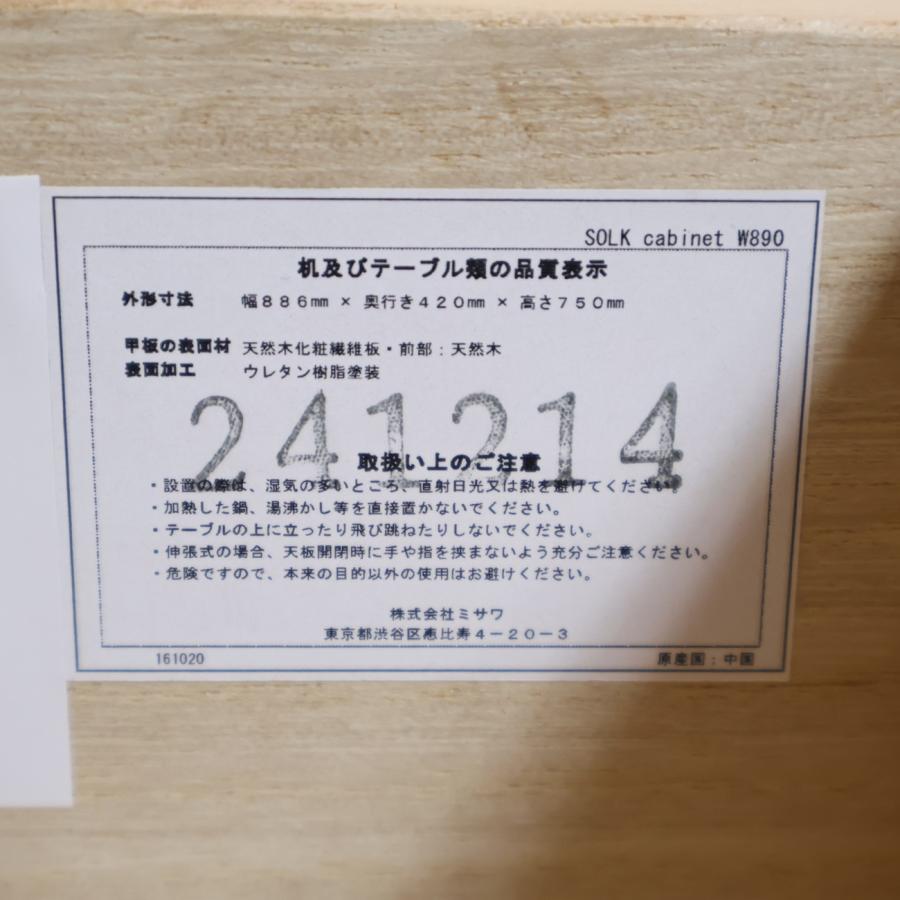 SOLK cabinet W890
机及びテーブル類の品質表示
外形寸法 幅８８６㎜ × 奥行き４２０㎜ × 高さ７５０㎜
甲板の表面材 天然木化粧繊維板・前部：天然木
表面加工 ウレタン樹脂塗装
241214
取扱い上のご注意
・設置の際は、湿気の多いところ、直射日光又は熱を避けてください。
・加熱した鍋、湯沸かし等を直接置かないでください。
・テーブルの上に立ったり飛び跳ねたりしないでください。
・伸張式の場合、天板開閉時に手や指を挟まないよう充分ご注意ください。
・危険ですので、本来の目的以外の使用はお避けください。
株式会社ミサワ
東京都渋谷区恵比寿４－２０－３
161020 原産国：中国